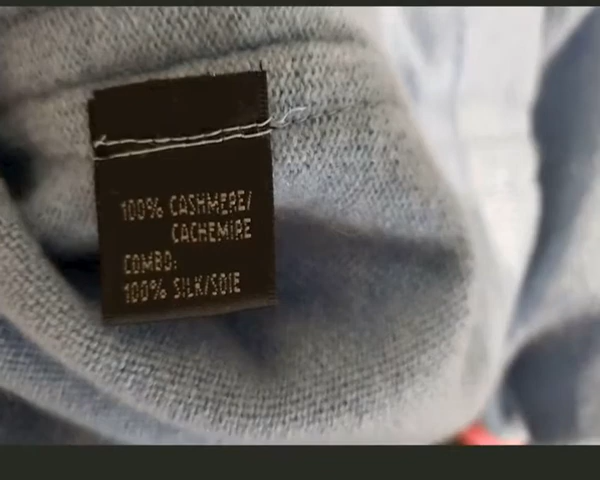 100% CASHMERE/
CACHEMIRE
COMBO:
100% SILK/SOIE